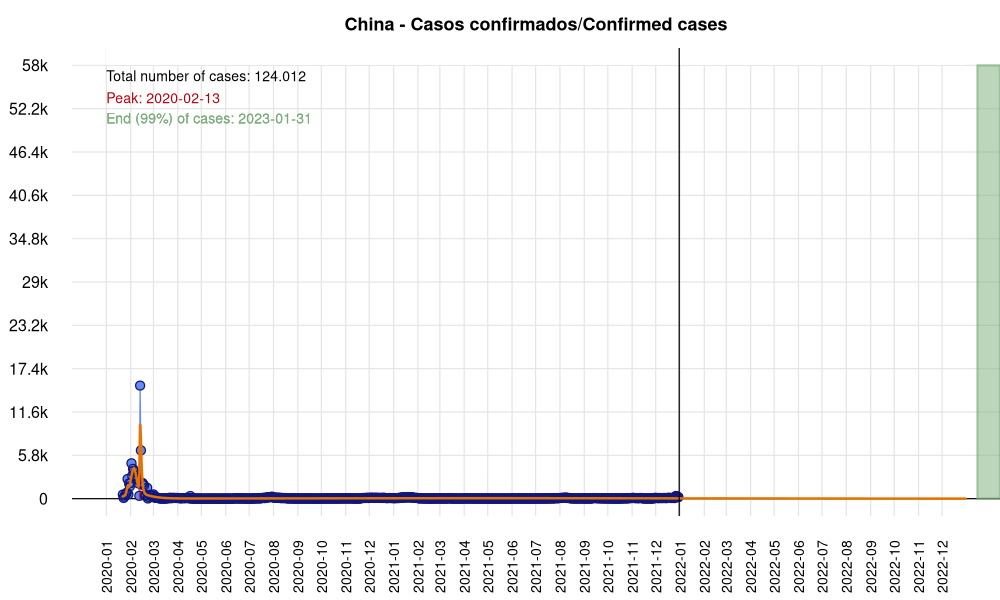 China - Casos confirmados/Confirmed cases
58k
Total number of cases: 124.012
Peak: 2020-02-13
52.2k
End (99%) of cases: 2023-01-31
46.4k
40.6k
34.8k
29k
23.2k
17.4k
11.6k
5.8k
0
2020-01
2020-02
2020-03
2020-04
2020-05
2020-06
2020-07
2020-08
2020-09
2020-10
2020-11
2020-12
2021-01
2021-02
2021-03
2021-04
2021-05
2021-06
2021-07
2021-08
2021-09
2021-10
2021-11
2021-12
2022-01
2022-02
2022-03
2022-04
2022-05
2022-06
2022-07
2022-08
2022-09
2022-10
2022-11
2022-12